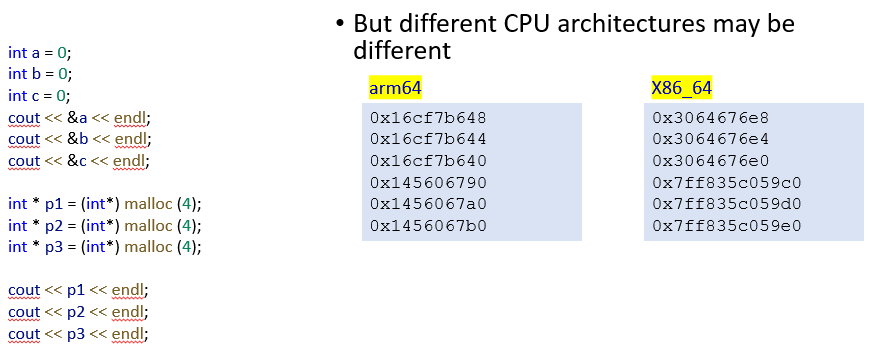 int a = 0;
int b = 0;
int c = 0;
cout << &a << endl;
cout << &b << endl;
cout << &c << endl;
int * p1 = (int*) malloc (4);
int * p2 = (int*) malloc (4);
int * p3 = (int*) malloc (4);
cout << p1 << endl;
cout << p2 << endl;
cout << p3 << endl;
• But different CPU architectures may be
different
arm64
0x16cf7b648
0x16cf7b644
0x16cf7b640
0x145606790
0x1456067a0
0x1456067b0
X86_64
0x3064676e8
0x3064676e4
0x3064676e0
0x7ff835c059c0
0x7ff835c059d0
0x7ff835c059e0